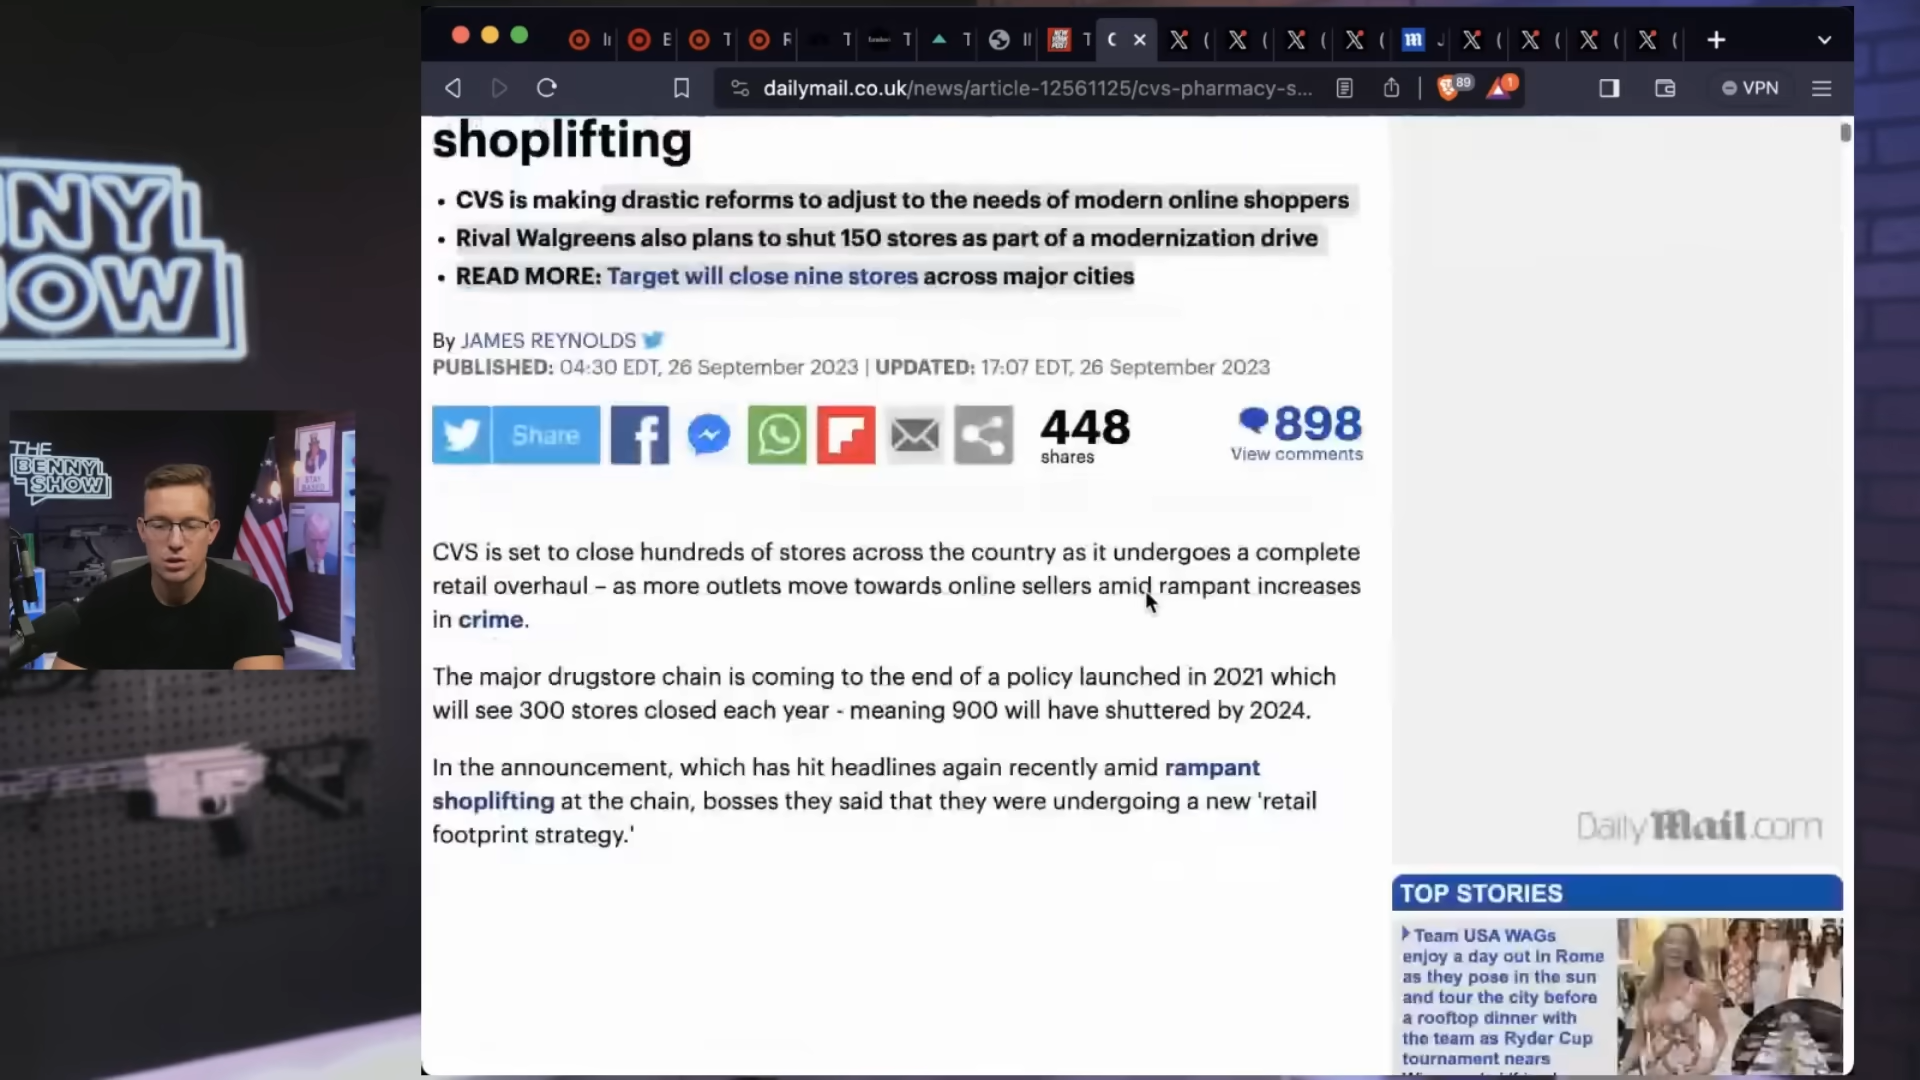 dailymail.co.uk/news/article-12561125/cvs-pharmacy-s...
89
1
VPN
shoplifting
• CVS is making drastic reforms to adjust to the needs of modern online shoppers
• Rival Walgreens also plans to shut 150 stores as part of a modernization drive
• READ MORE: Target will close nine stores across major cities
By JAMES REYNOLDS
PUBLISHED: 04:30 EDT, 26 September 2023 | UPDATED: 17:07 EDT, 26 September 2023
Share
448
shares
898
View comments
CVS is set to close hundreds of stores across the country as it undergoes a complete
retail overhaul – as more outlets move towards online sellers amid rampant increases
in crime.
The major drugstore chain is coming to the end of a policy launched in 2021 which
will see 300 stores closed each year - meaning 900 will have shuttered by 2024.
In the announcement, which has hit headlines again recently amid rampant
shoplifting at the chain, bosses they said that they were undergoing a new 'retail
footprint strategy.'
DailyMail.com
TOP STORIES
Team USA WAGs
enjoy a day out in Rome
as they pose in the sun
and tour the city before
a rooftop dinner with
the team as Ryder Cup
tournament nears
NNY
HOW
THE
BENNY
SHOW